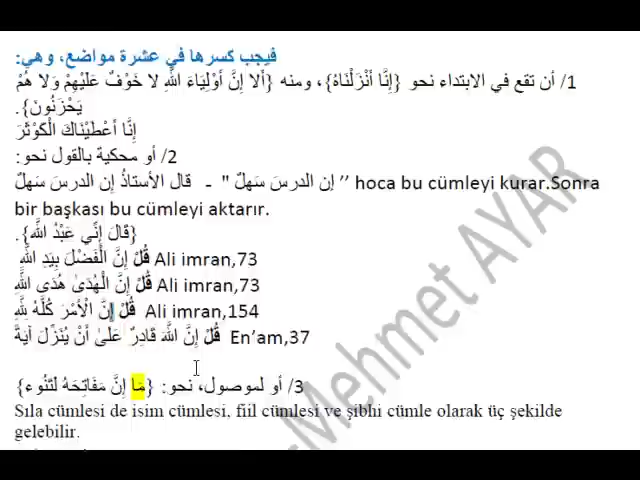 فيجب كسرها في عشرة مواضع، وهي:
1/ أن تقع في الابتداء نحو {إِنَّا أَنْزَلْنَاهُ}، ومنه {أَلا إِنَّ أَوْلِيَاءَ اللَّهِ لا خَوْفٌ عَلَيْهِمْ وَلا هُمْ
يَحْزَنُونَ}.
إِنَّا أَعْطَيْنَاكَ الْكَوْثَرَ
2/ أو محكية بالقول نحو:
إن الدرسَ سَهلٌ " ـ قال الأستاذُ إن الدرسَ سَهلٌ ’’ hoca bu cümleyi kurar.Sonra
bir başkası bu cümleyi aktarır.
{قَالَ إِنِّي عَبْدُ اللَّهِ}.
قُلْ إِنَّ الْفَضْلَ بِيَدِ اللَّهِ Ali imran,73
قُلْ إِنَّ الْهُدَىٰ هُدَى اللَّهِ Ali imran,73
قُلْ إِنَّ الْأَمْرَ كُلَّهُ لِلَّهِ Ali imran,154
قُلْ إِنَّ اللَّهَ قَادِرٌ عَلَىٰ أَنْ يُنَزِّلَ آيَةً En’am,37
3/ أو لموصول، نحو: {مَا إِنَّ مَفَاتِحَهُ لَتَنُوء}
Sıla cümlesi de isim cümlesi, fiil cümlesi ve şibhi cümle olarak üç şekilde
gelebilir.
Mehmet AYAR